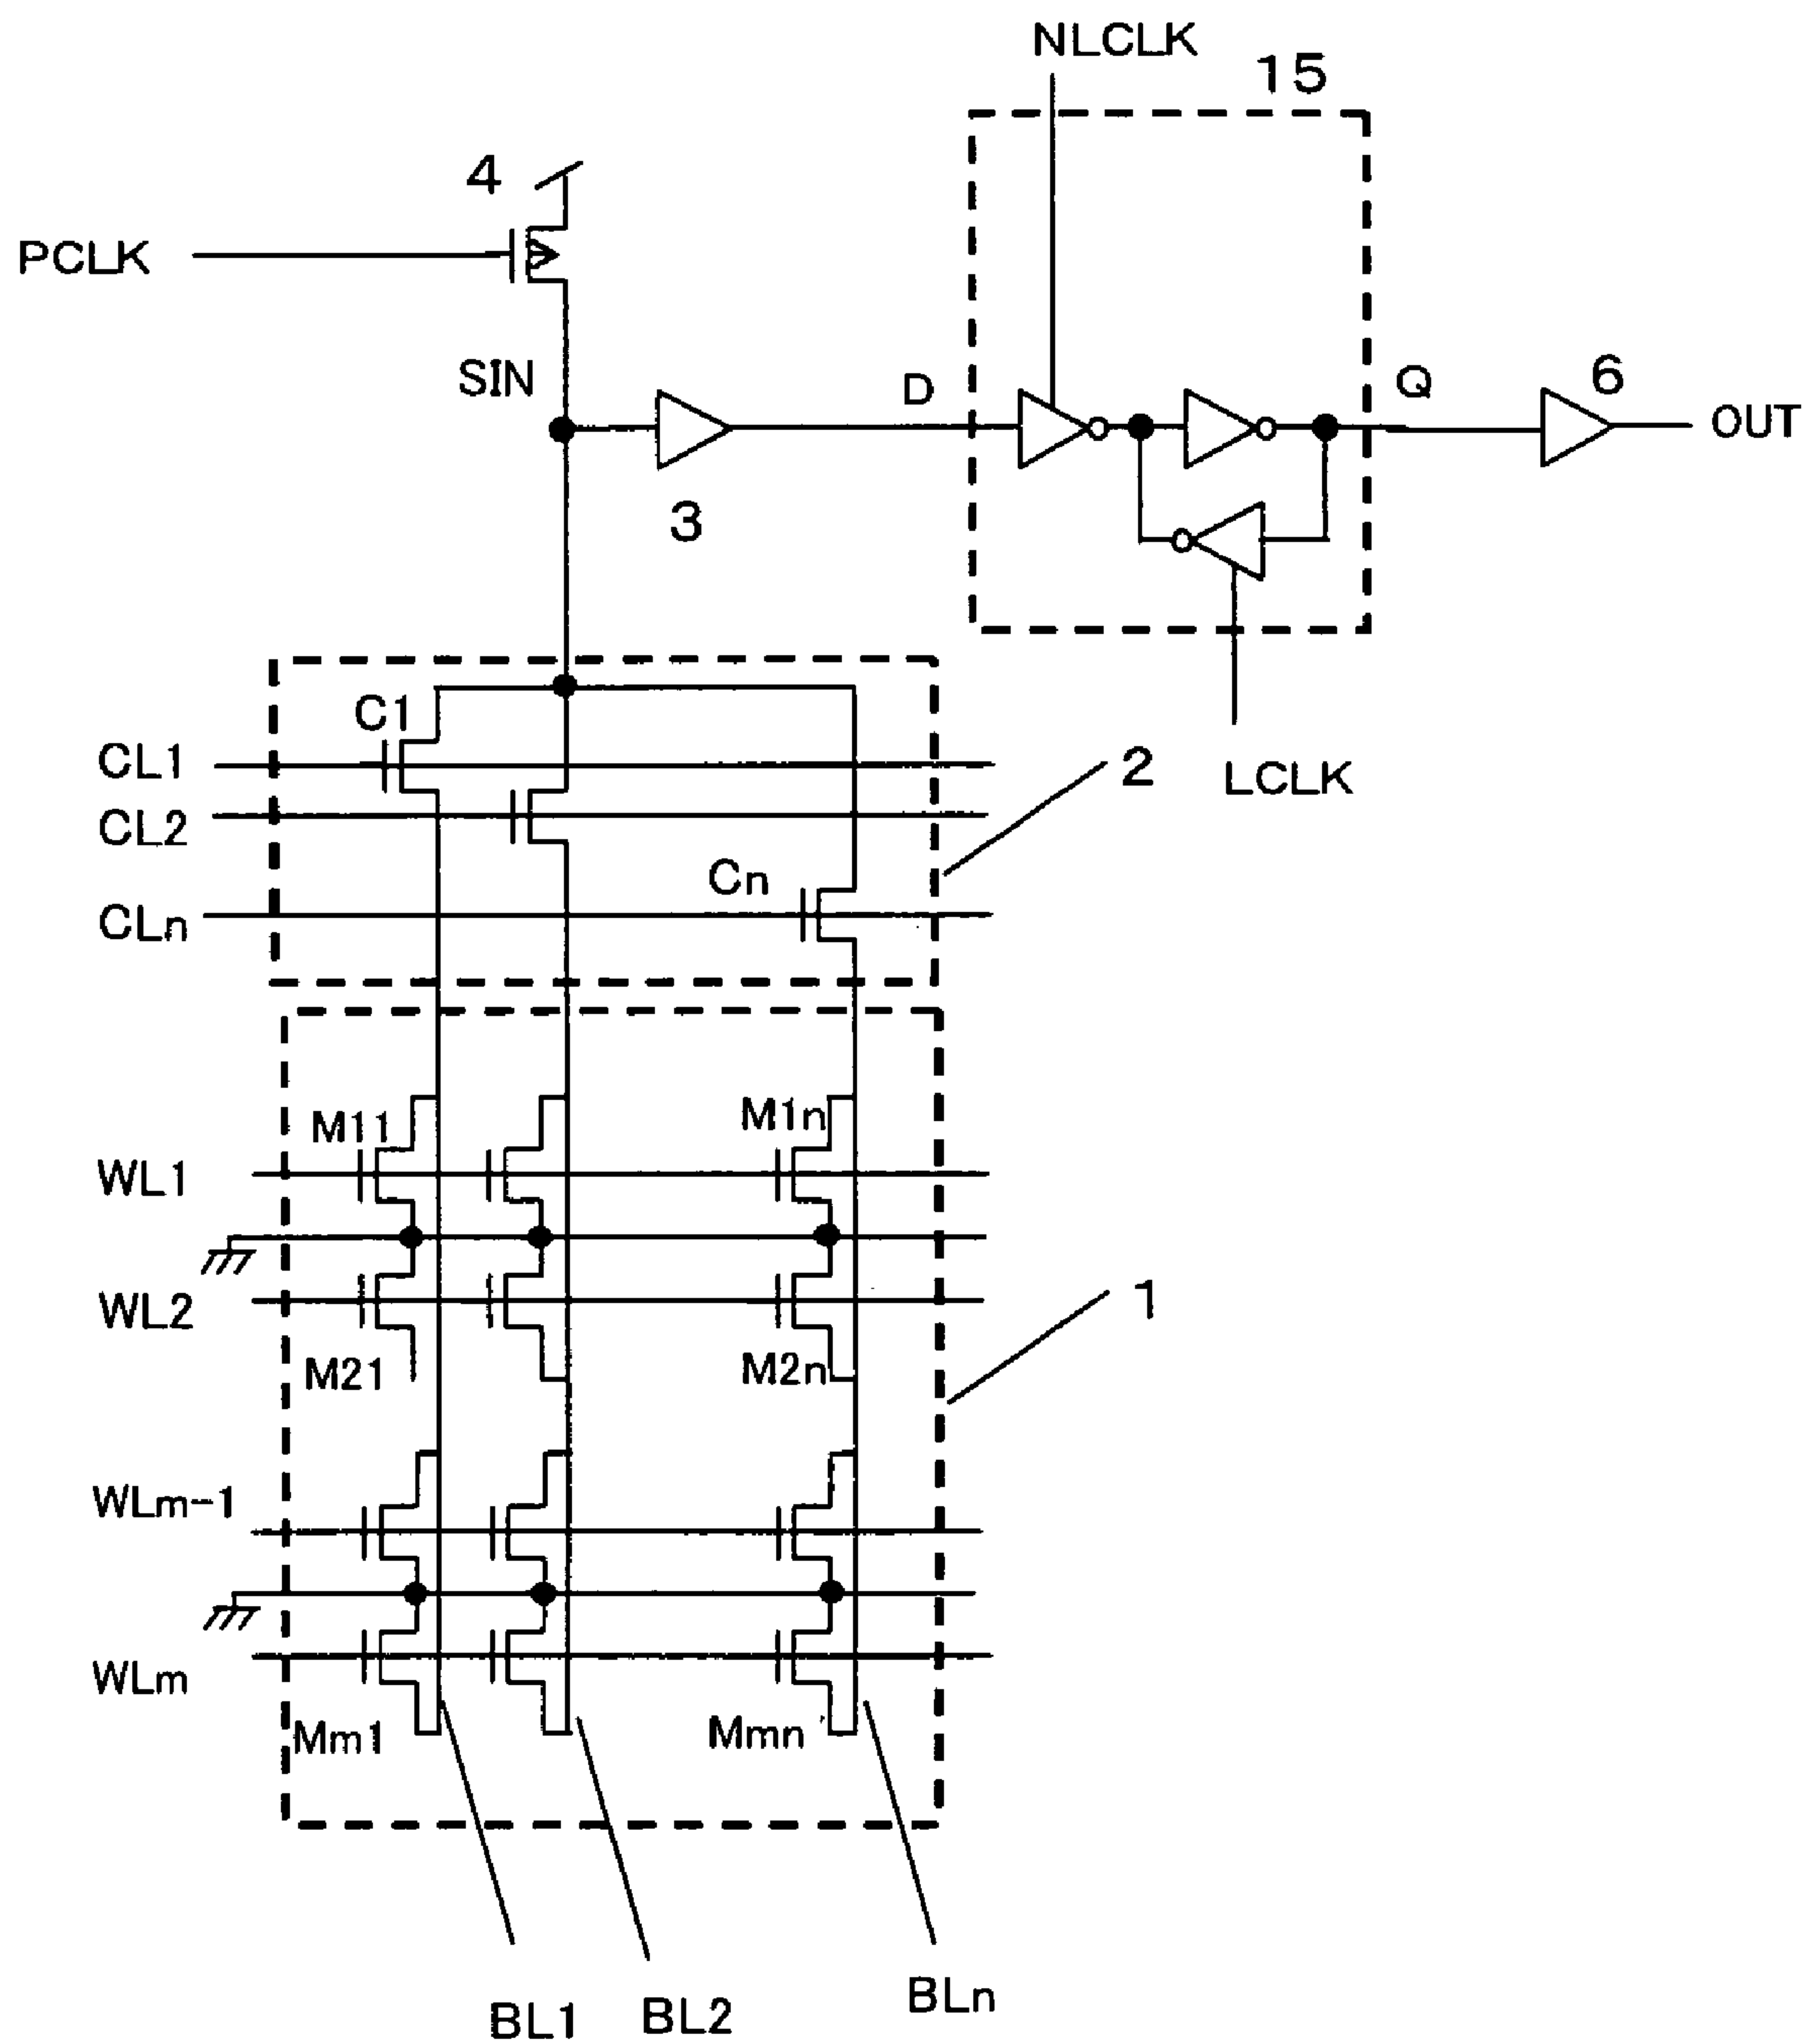 NLCLK
15
4
PCLK
SIN
D
Q
6
OUT
3
C1
CL1
2
LCLK
CL2
Cn
CLn
M11
M1n
WL1
WL2
1
M21
M2n
WLm-1
WLm
Mm1
Mmn
BL1
BL2
BLn